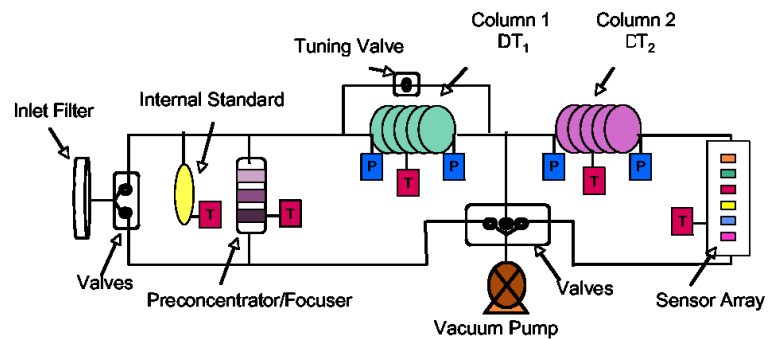 Column 1
DT₁
Column 2
DT₂
Tuning Valve
Inlet Filter
Internal Standard
P
T
P
P
T
P
T
T
T
Valves
Preconcentrator/Focuser
Valves
Vacuum Pump
Sensor Array